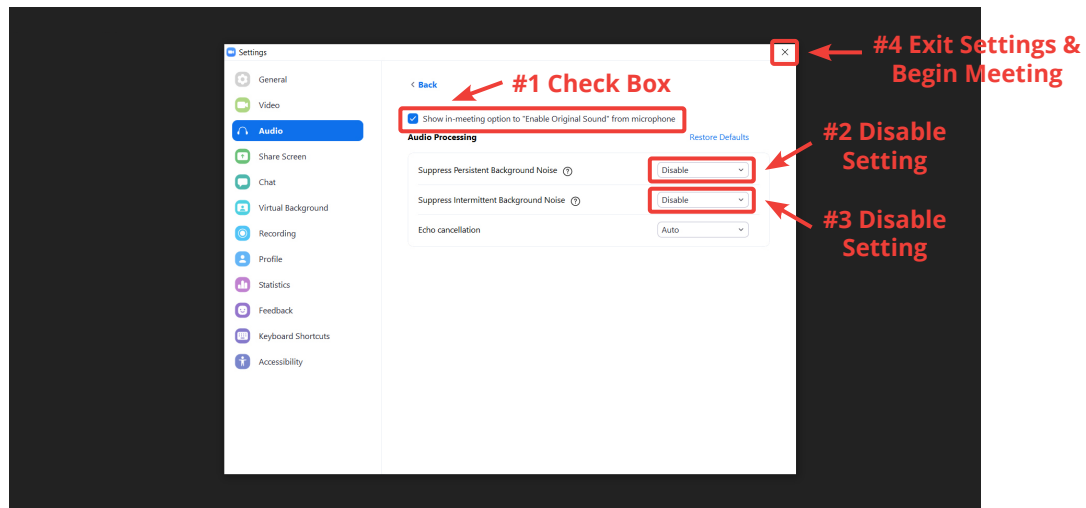 Settings
#4 Exit Settings &
Begin Meeting
General
Video
Audio
Share Screen
Chat
Virtual Background
Recording
Profile
Statistics
Feedback
Keyboard Shortcuts
Accessibility
< Back
#1 Check Box
Show in-meeting option to "Enable Original Sound" from microphone
Audio Processing
Restore Defaults
Suppress Persistent Background Noise ?
Disable
#2 Disable
Setting
Suppress Intermittent Background Noise ?
Disable
#3 Disable
Setting
Echo cancellation
Auto